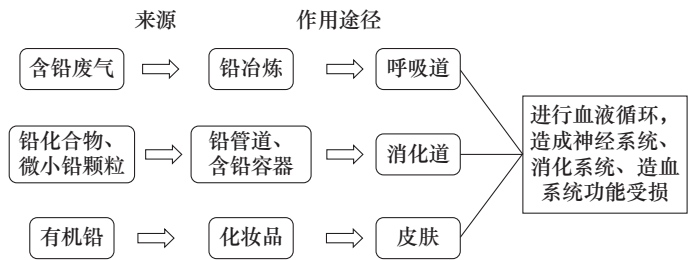 来源
作用途径
含铅废气
铅冶炼
呼吸道
铅化合物、
微小铅颗粒
铅管道、
含铅容器
消化道
有机铅
化妆品
皮肤
进行血液循环，
造成神经系统、
消化系统、造血
系统功能受损